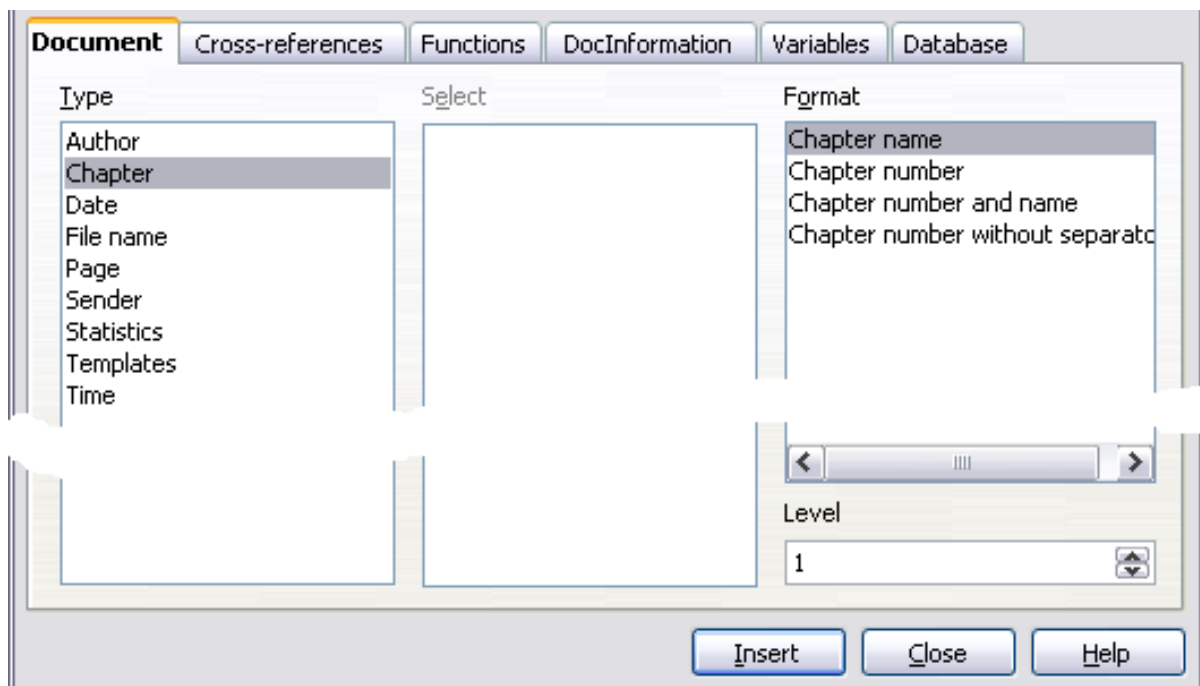 Document Cross-references Functions DocInformation Variables Database
Type
Author
Chapter
Date
File name
Page
Sender
Statistics
Templates
Time
Select
Format
Chapter name
Chapter number
Chapter number and name
Chapter number without separatc
Level
1
Insert Close Help